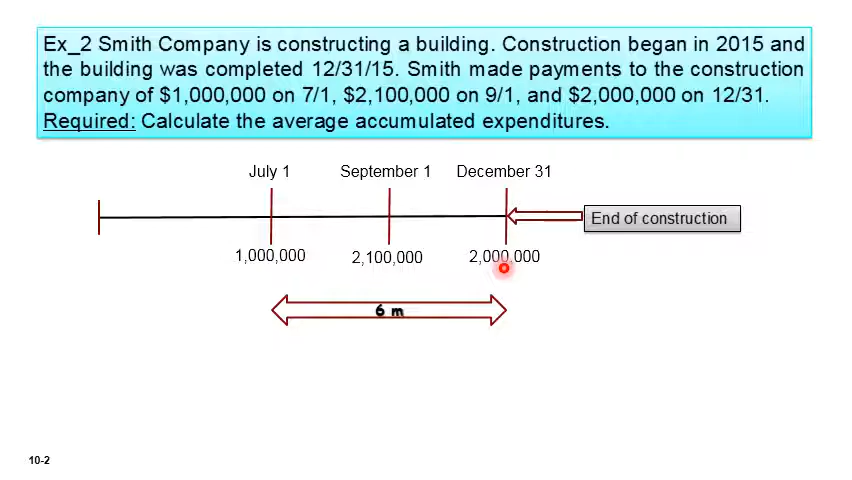 Ex_2 Smith Company is constructing a building. Construction began in 2015 and
the building was completed 12/31/15. Smith made payments to the construction
company of $1,000,000 on 7/1, $2,100,000 on 9/1, and $2,000,000 on 12/31.
Required: Calculate the average accumulated expenditures.
July 1 September 1 December 31
End of construction
1,000,000 2,100,000 2,000,000
6 m
10-2